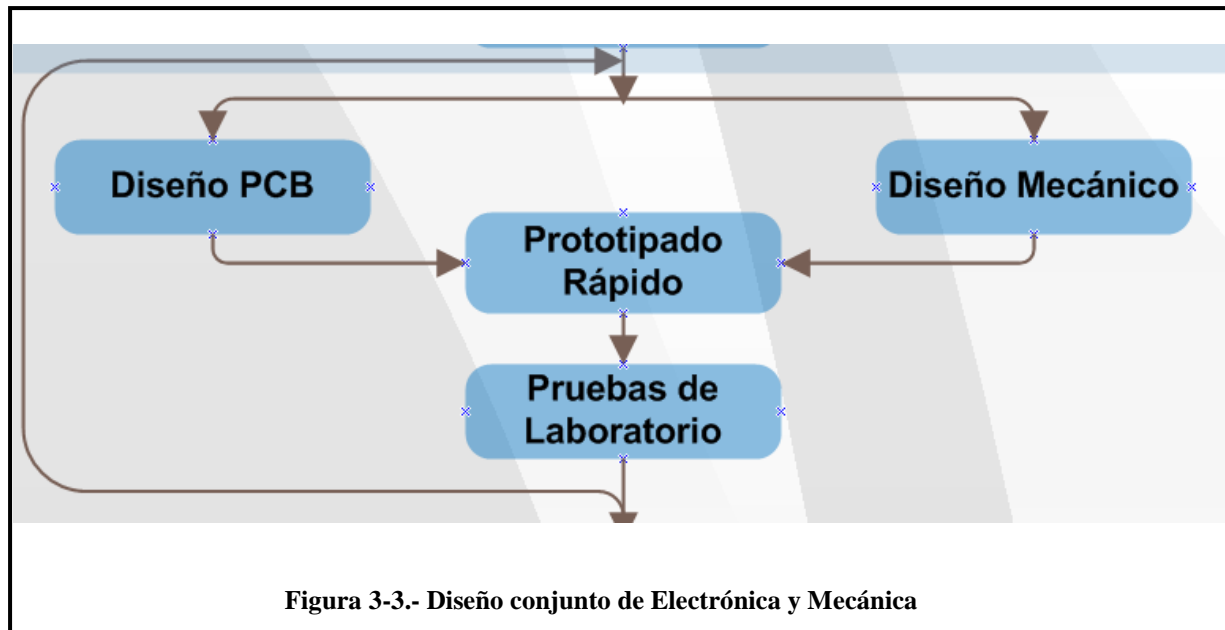 Diseño PCB
Diseño Mecánico
Prototipado
Rápido
Pruebas de
Laboratorio
Figura 3-3.- Diseño conjunto de Electrónica y Mecánica